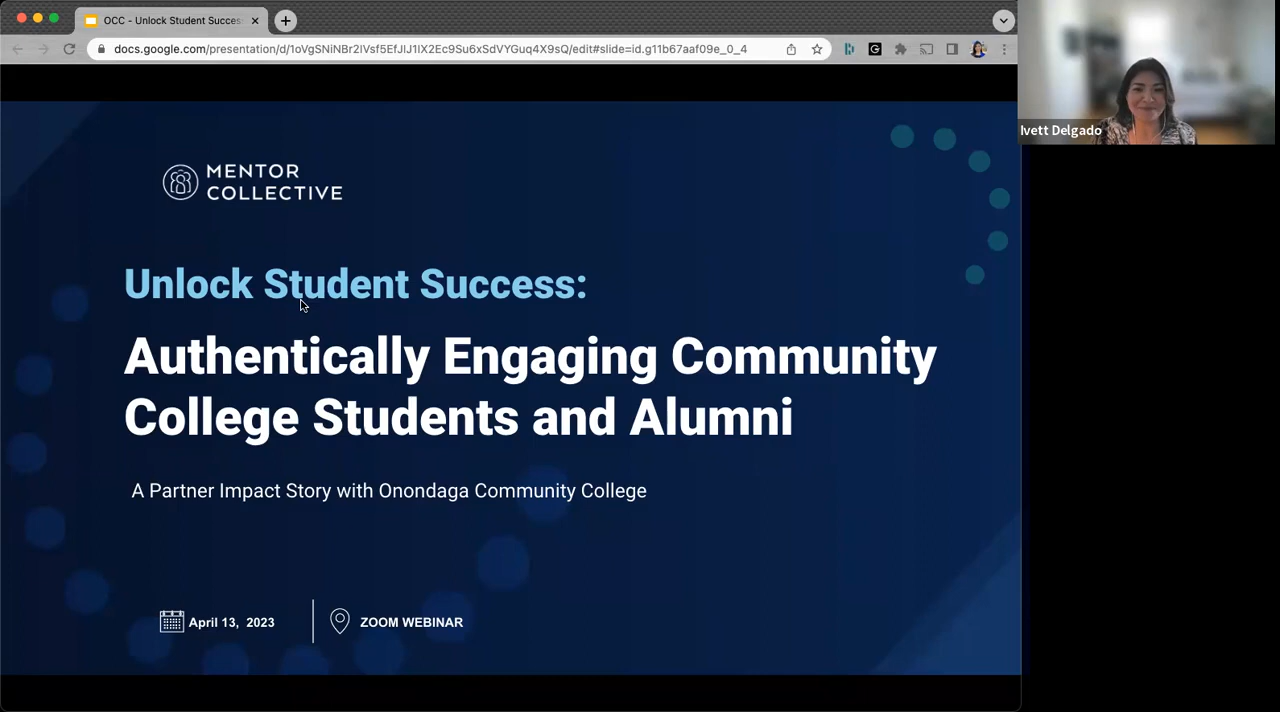 OCC - Unlock Student Succes
docs.google.com/presentation/d/1oVgSNiNBr2lVsf5EfJIJ1lX2Ec9Su6xSdVYGuq4X9sQ/edit#slide=id.g11b67aaf09e_0_4
Ivett Delgado
MENTOR
COLLECTIVE
Unlock Student Success:
Authentically Engaging Community
College Students and Alumni
A Partner Impact Story with Onondaga Community College
April 13, 2023
ZOOM WEBINAR